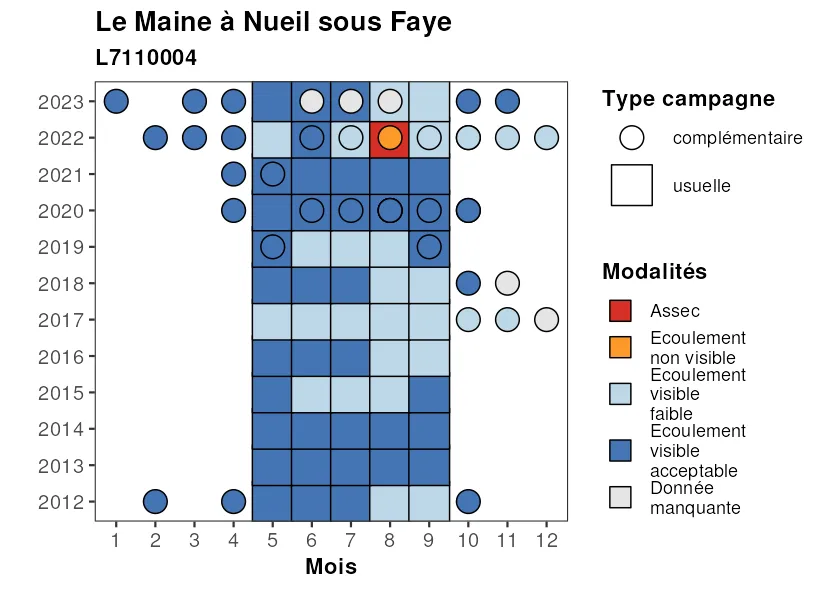 Le Maine à Nueil sous Faye
L7110004
2023
2022
2021
2020
2019
2018
2017
2016
2015
2014
2013
2012
1 2 3 4 5 6 7 8 9 10 11 12
Mois
Type campagne
complémentaire
usuelle
Modalités
Assec
Ecoulement
non visible
Ecoulement
visible
faible
Ecoulement
visible
acceptable
Donnée
manquante